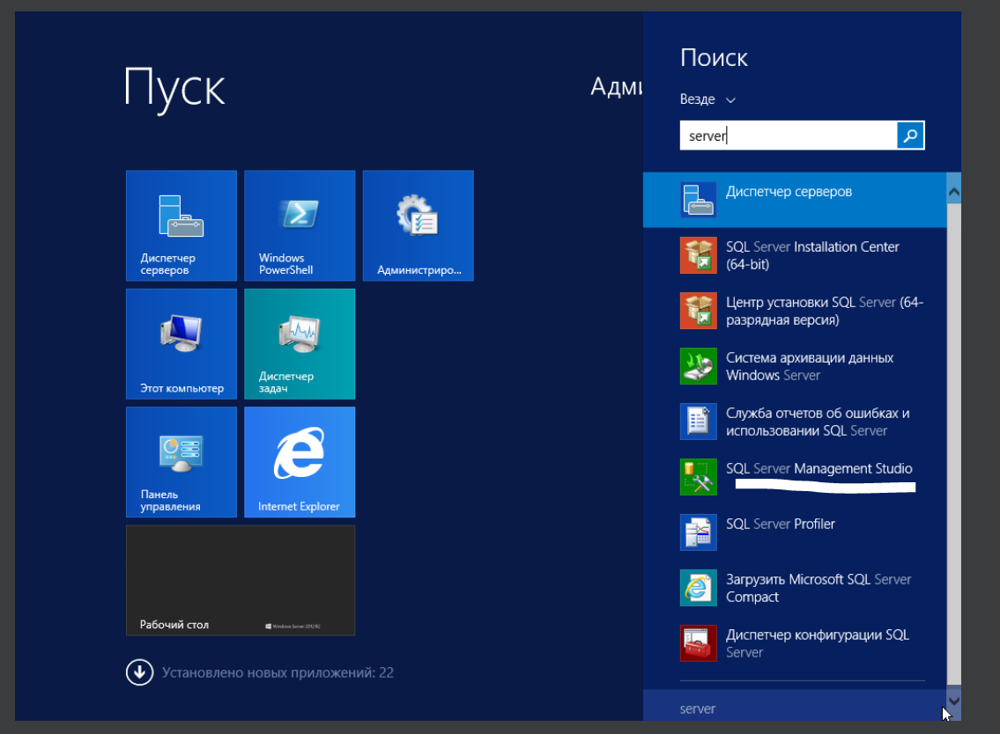 Пуск
Адми
Диспетчер
серверов
Windows
PowerShell
Администриро...
Этот компьютер
Диспетчер
задач
Панель
управления
Internet Explorer
Рабочий стол
Windows Server 2012 R2
Установлено новых приложений: 22
Поиск
Везде
server
Диспетчер серверов
SQL Server Installation Center
(64-bit)
Центр установки SQL Server (64-
разрядная версия)
Система архивации данных
Windows Server
Служба отчетов об ошибках и
использовании SQL Server
SQL Server Management Studio
SQL Server Profiler
Загрузить Microsoft SQL Server
Compact
Диспетчер конфигурации SQL
Server
server